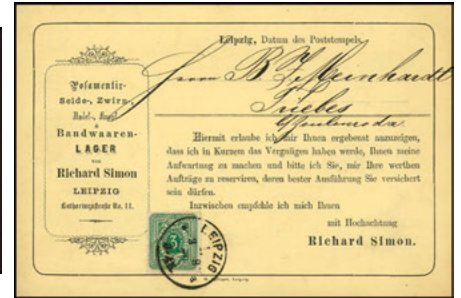 Leipzig, Datum des Poststempels.
Herrn B. F. Meinhardt
Triebes
Posamentir-
Seide-, Zwirn,
&
Bandwaaren-
LAGER
von
Richard Simon
LEIPZIG
Katharinenstraße No. 11.
Hiermit erlaube ich mir Ihnen ergebenst anzuzeigen,
dass ich in Kurzem das Vergnügen haben werde, Ihnen meine
Aufwartung zu machen und bitte ich Sie, mir Ihre werthen
Aufträge zu reserviren, deren bester Ausführung Sie versichert
sein dürfen.
Inzwischen empfehle ich mich Ihnen
mit Hochachtung
Richard Simon.
LEIPZIG